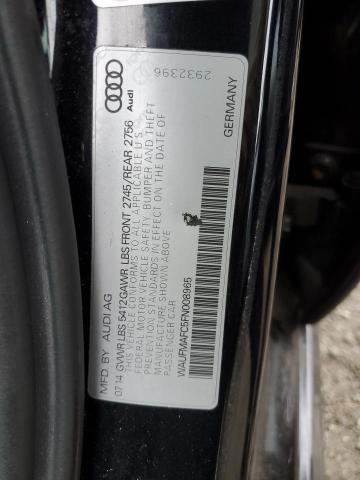 Audi
29323396
MFD BY AUDI AG
07 14 GVWR LBS 5412 GAWR LBS FRONT 2745/REAR 2756
THIS VEHICLE CONFORMS TO ALL APPLICABLE U.S.
FEDERAL MOTOR VEHICLE SAFETY, BUMPER AND THEFT
PREVENTION STANDARDS IN EFFECT ON THE DATE OF
MANUFACTURE SHOWN ABOVE
PASSENGER CAR
WAUFMAFC5FN008965
GERMANY